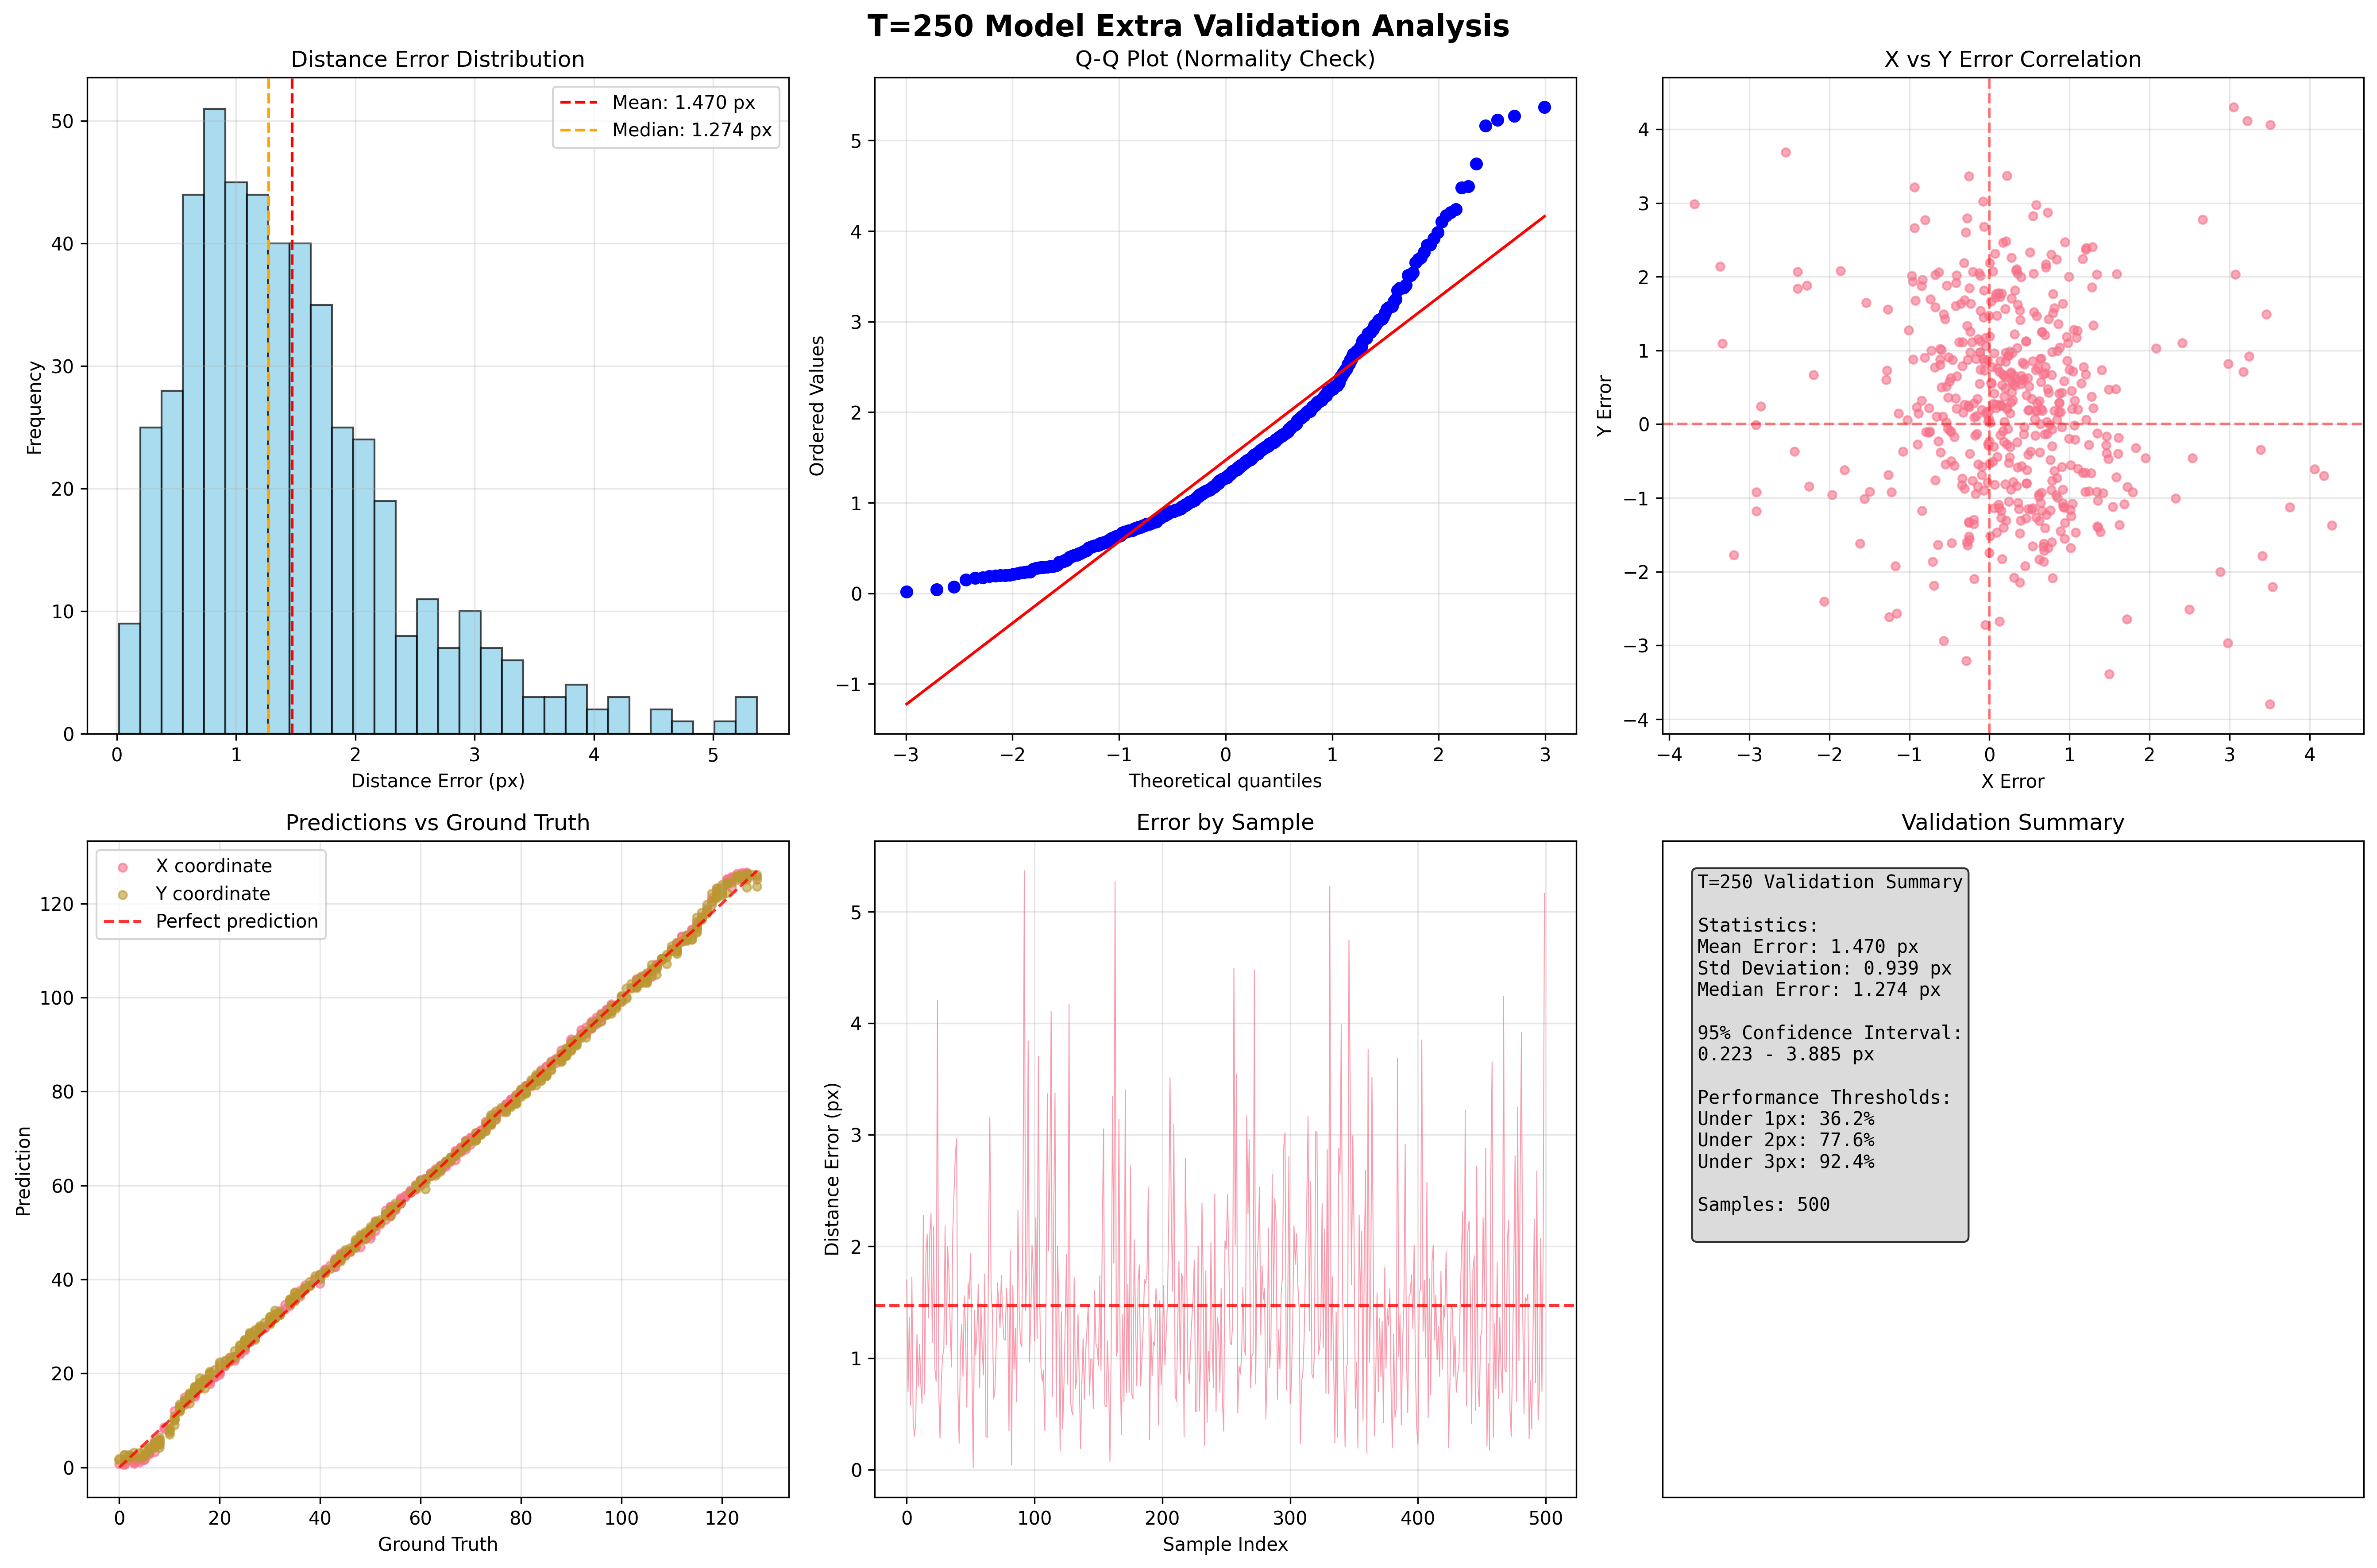 T=250 Model Extra Validation Analysis
Distance Error Distribution
Mean: 1.470 px
Median: 1.274 px
50
40
30
20
10
0
Frequency
0 1 2 3 4 5
Distance Error (px)
Q-Q Plot (Normality Check)
5
4
3
2
1
0
−1
Ordered Values
−3 −2 −1 0 1 2 3
Theoretical quantiles
X vs Y Error Correlation
4
3
2
1
0
−1
−2
−3
−4
Y Error
−4 −3 −2 −1 0 1 2 3 4
X Error
Predictions vs Ground Truth
X coordinate
Y coordinate
Perfect prediction
120
100
80
60
40
20
0
Prediction
0 20 40 60 80 100 120
Ground Truth
Error by Sample
5
4
3
2
1
0
Distance Error (px)
0 100 200 300 400 500
Sample Index
Validation Summary
T=250 Validation Summary
Statistics:
Mean Error: 1.470 px
Std Deviation: 0.939 px
Median Error: 1.274 px
95% Confidence Interval:
0.223 - 3.885 px
Performance Thresholds:
Under 1px: 36.2%
Under 2px: 77.6%
Under 3px: 92.4%
Samples: 500